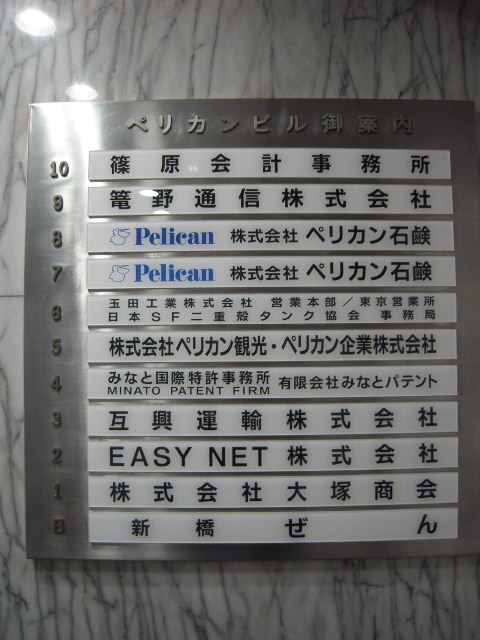 ペリカンビル御案内
10 篠原会計事務所
9 篭野通信株式会社
8 Pelican 株式会社 ペリカン石鹸
7 Pelican 株式会社 ペリカン石鹸
6 玉田工業株式会社 営業本部／東京営業所
日本SF二重殻タンク協会 事務局
5 株式会社ペリカン観光・ペリカン企業株式会社
4 みなと国際特許事務所 有限会社みなとパテント
MINATO PATENT FIRM
3 互興運輸株式会社
2 EASY NET 株式会社
1 株式会社大塚商会
B 新橋ぜん